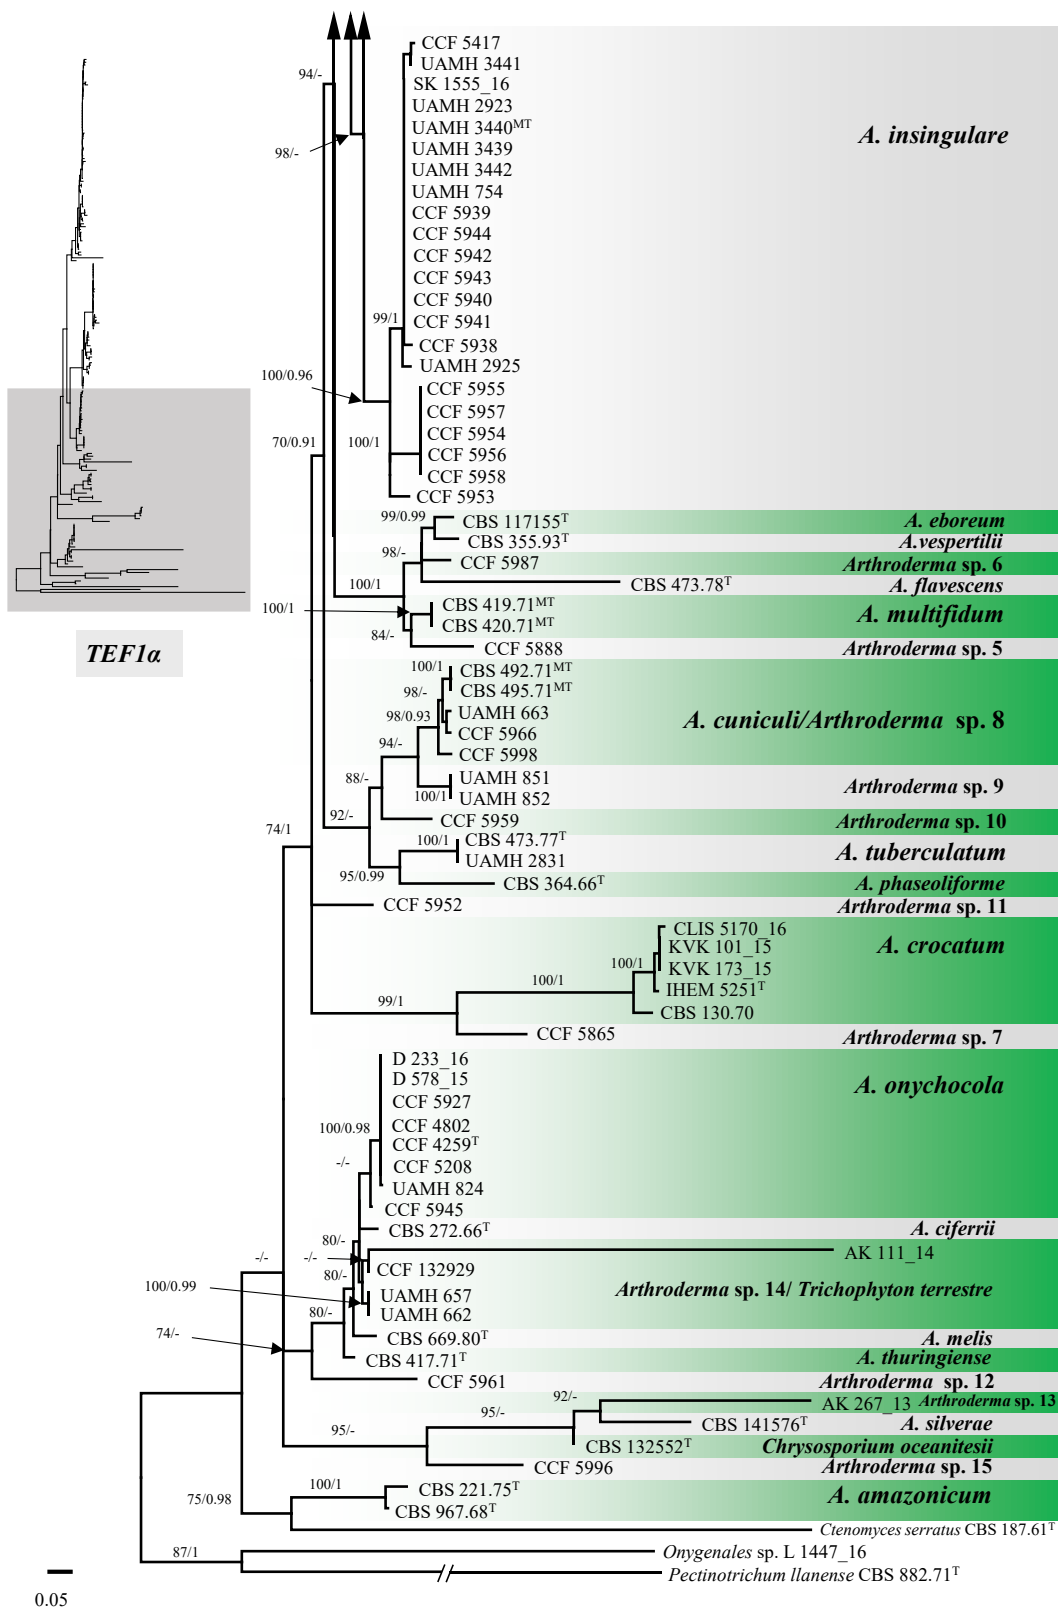 CCF 5417
94/-
UAMH 3441
SK 1555_16
UAMH 2923
UAMH 3440MT
A. insingulare
98/-
UAMH 3439
UAMH 3442
UAMH 754
CCF 5939
CCF 5944
CCF 5942
CCF 5943
CCF 5940
99/1
CCF 5941
CCF 5938
UAMH 2925
100/0.96
CCF 5955
CCF 5957
70/0.91
100/1
CCF 5954
CCF 5956
CCF 5958
CCF 5953
99/0.99
CBS 117155T
A. eboreum
CBS 355.93T
A.vespertilii
98/-
CCF 5987
Arthroderma sp. 6
100/1
CBS 473.78T
A. flavescens
100/1
CBS 419.71MT
A. multifidum
CBS 420.71MT
84/-
CCF 5888
Arthroderma sp. 5
TEF1α
100/1
CBS 492.71MT
98/-
CBS 495.71MT
98/0.93
UAMH 663
A. cuniculi/Arthroderma sp. 8
CCF 5966
94/-
CCF 5998
88/-
UAMH 851
Arthroderma sp. 9
100/1
UAMH 852
92/-
CCF 5959
Arthroderma sp. 10
74/1
100/1
CBS 473.77T
A. tuberculatum
UAMH 2831
95/0.99
CBS 364.66T
A. phaseoliforme
CCF 5952
Arthroderma sp. 11
CLIS 5170_16
KVK 101_15
A. crocatum
100/1
KVK 173_15
100/1
IHEM 5251T
99/1
CBS 130.70
CCF 5865
Arthroderma sp. 7
D 233_16
D 578_15
A. onychocola
CCF 5927
100/0.98
CCF 4802
CCF 4259T
-/-
CCF 5208
UAMH 824
CCF 5945
CBS 272.66T
A. ciferrii
80/-
-/-
-/-
AK 111_14
CCF 132929
80/-
100/0.99
Arthroderma sp. 14/ Trichophyton terrestre
UAMH 657
80/-
UAMH 662
74/-
CBS 669.80T
A. melis
CBS 417.71T
A. thuringiense
CCF 5961
Arthroderma sp. 12
92/-
AK 267_13
Arthroderma sp. 13
95/-
CBS 141576T
A. silverae
95/-
CBS 132552T
Chrysosporium oceanitesii
CCF 5996
Arthroderma sp. 15
100/1
CBS 221.75T
A. amazonicum
75/0.98
CBS 967.68T
Ctenomyces serratus CBS 187.61T
87/1
Onygenales sp. L 1447_16
Pectinotrichum llanense CBS 882.71T
0.05